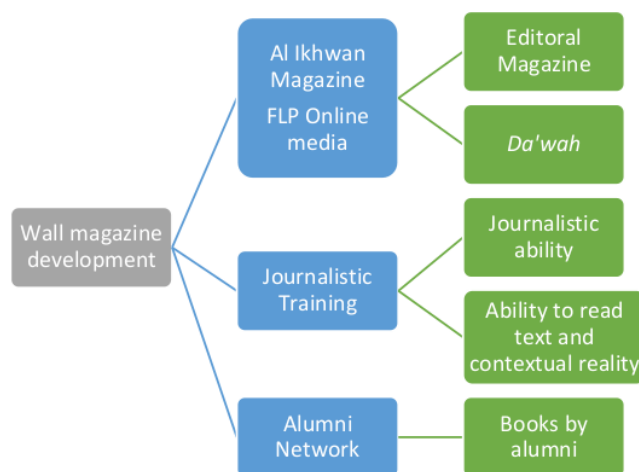 Wall magazine
development
Al Ikhwan
Magazine
FLP Online
media
Journalistic
Training
Alumni
Network
Editoral
Magazine
Da'wah
Journalistic
ability
Ability to read
text and
contextual reality
Books by
alumni